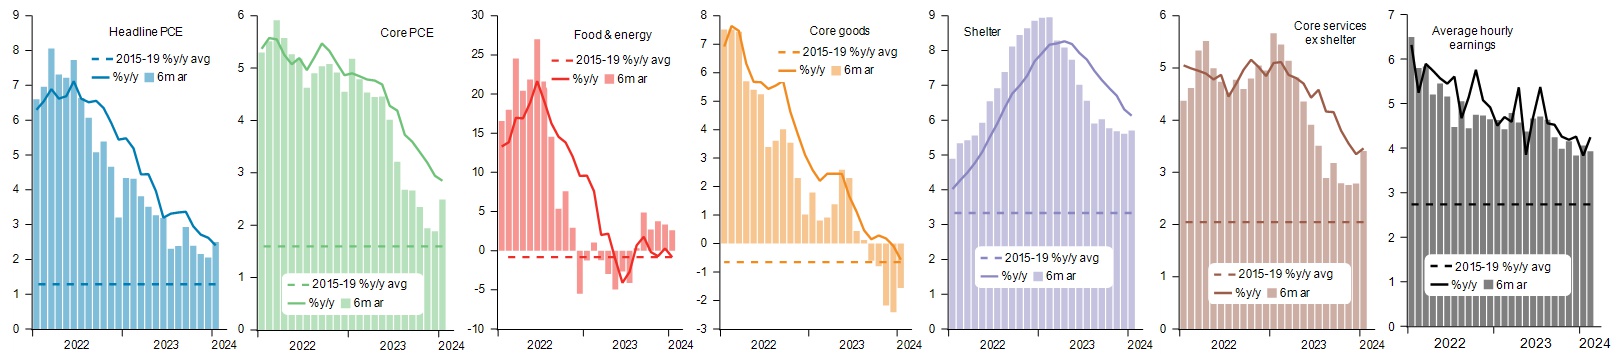 9
8
7
6
5
4
3
2
1
0
Headline PCE
2015-19 %y/y avg
%y/y 6m ar
2022 2023 2024
6
5
4
3
2
1
0
Core PCE
2015-19 %y/y avg
%y/y 6m ar
2022 2023 2024
30
25
20
15
10
5
0
-5
-10
Food & energy
2015-19 %y/y avg
%y/y 6m ar
2022 2023 2024
8
7
6
5
4
3
2
1
0
-1
-2
-3
Core goods
2015-19 %y/y avg
%y/y 6m ar
2022 2023 2024
9
8
7
6
5
4
3
2
1
0
Shelter
2015-19 %y/y avg
%y/y 6m ar
2022 2023 2024
6
5
4
3
2
1
0
Core services
ex shelter
2015-19 %y/y avg
%y/y 6m ar
2022 2023 2024
7
6
5
4
3
2
1
0
Average hourly
earnings
2015-19 %y/y avg
%y/y 6m ar
2022 2023 2024